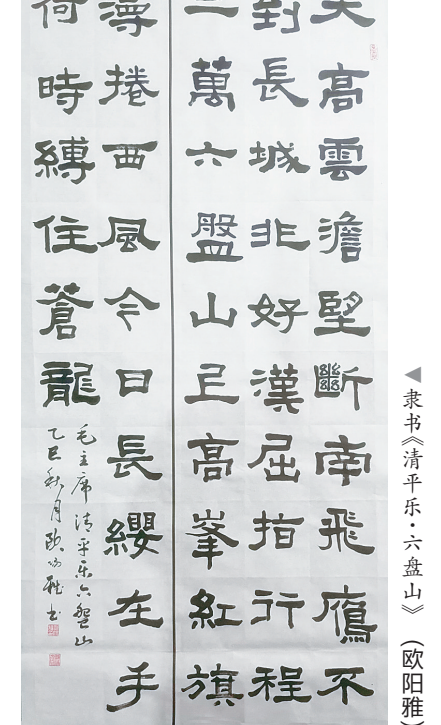 天高雲澹望斷南飛鴈不
到長城非好漢屈指行程
二萬六盤山上高峯紅旗
漫捲西風今日長纓在手
何時縛住蒼龍
毛主席清平乐六盤山
乙巳秋月欧阳雅书
◀隶书《清平乐·六盘山》 (欧阳雅)